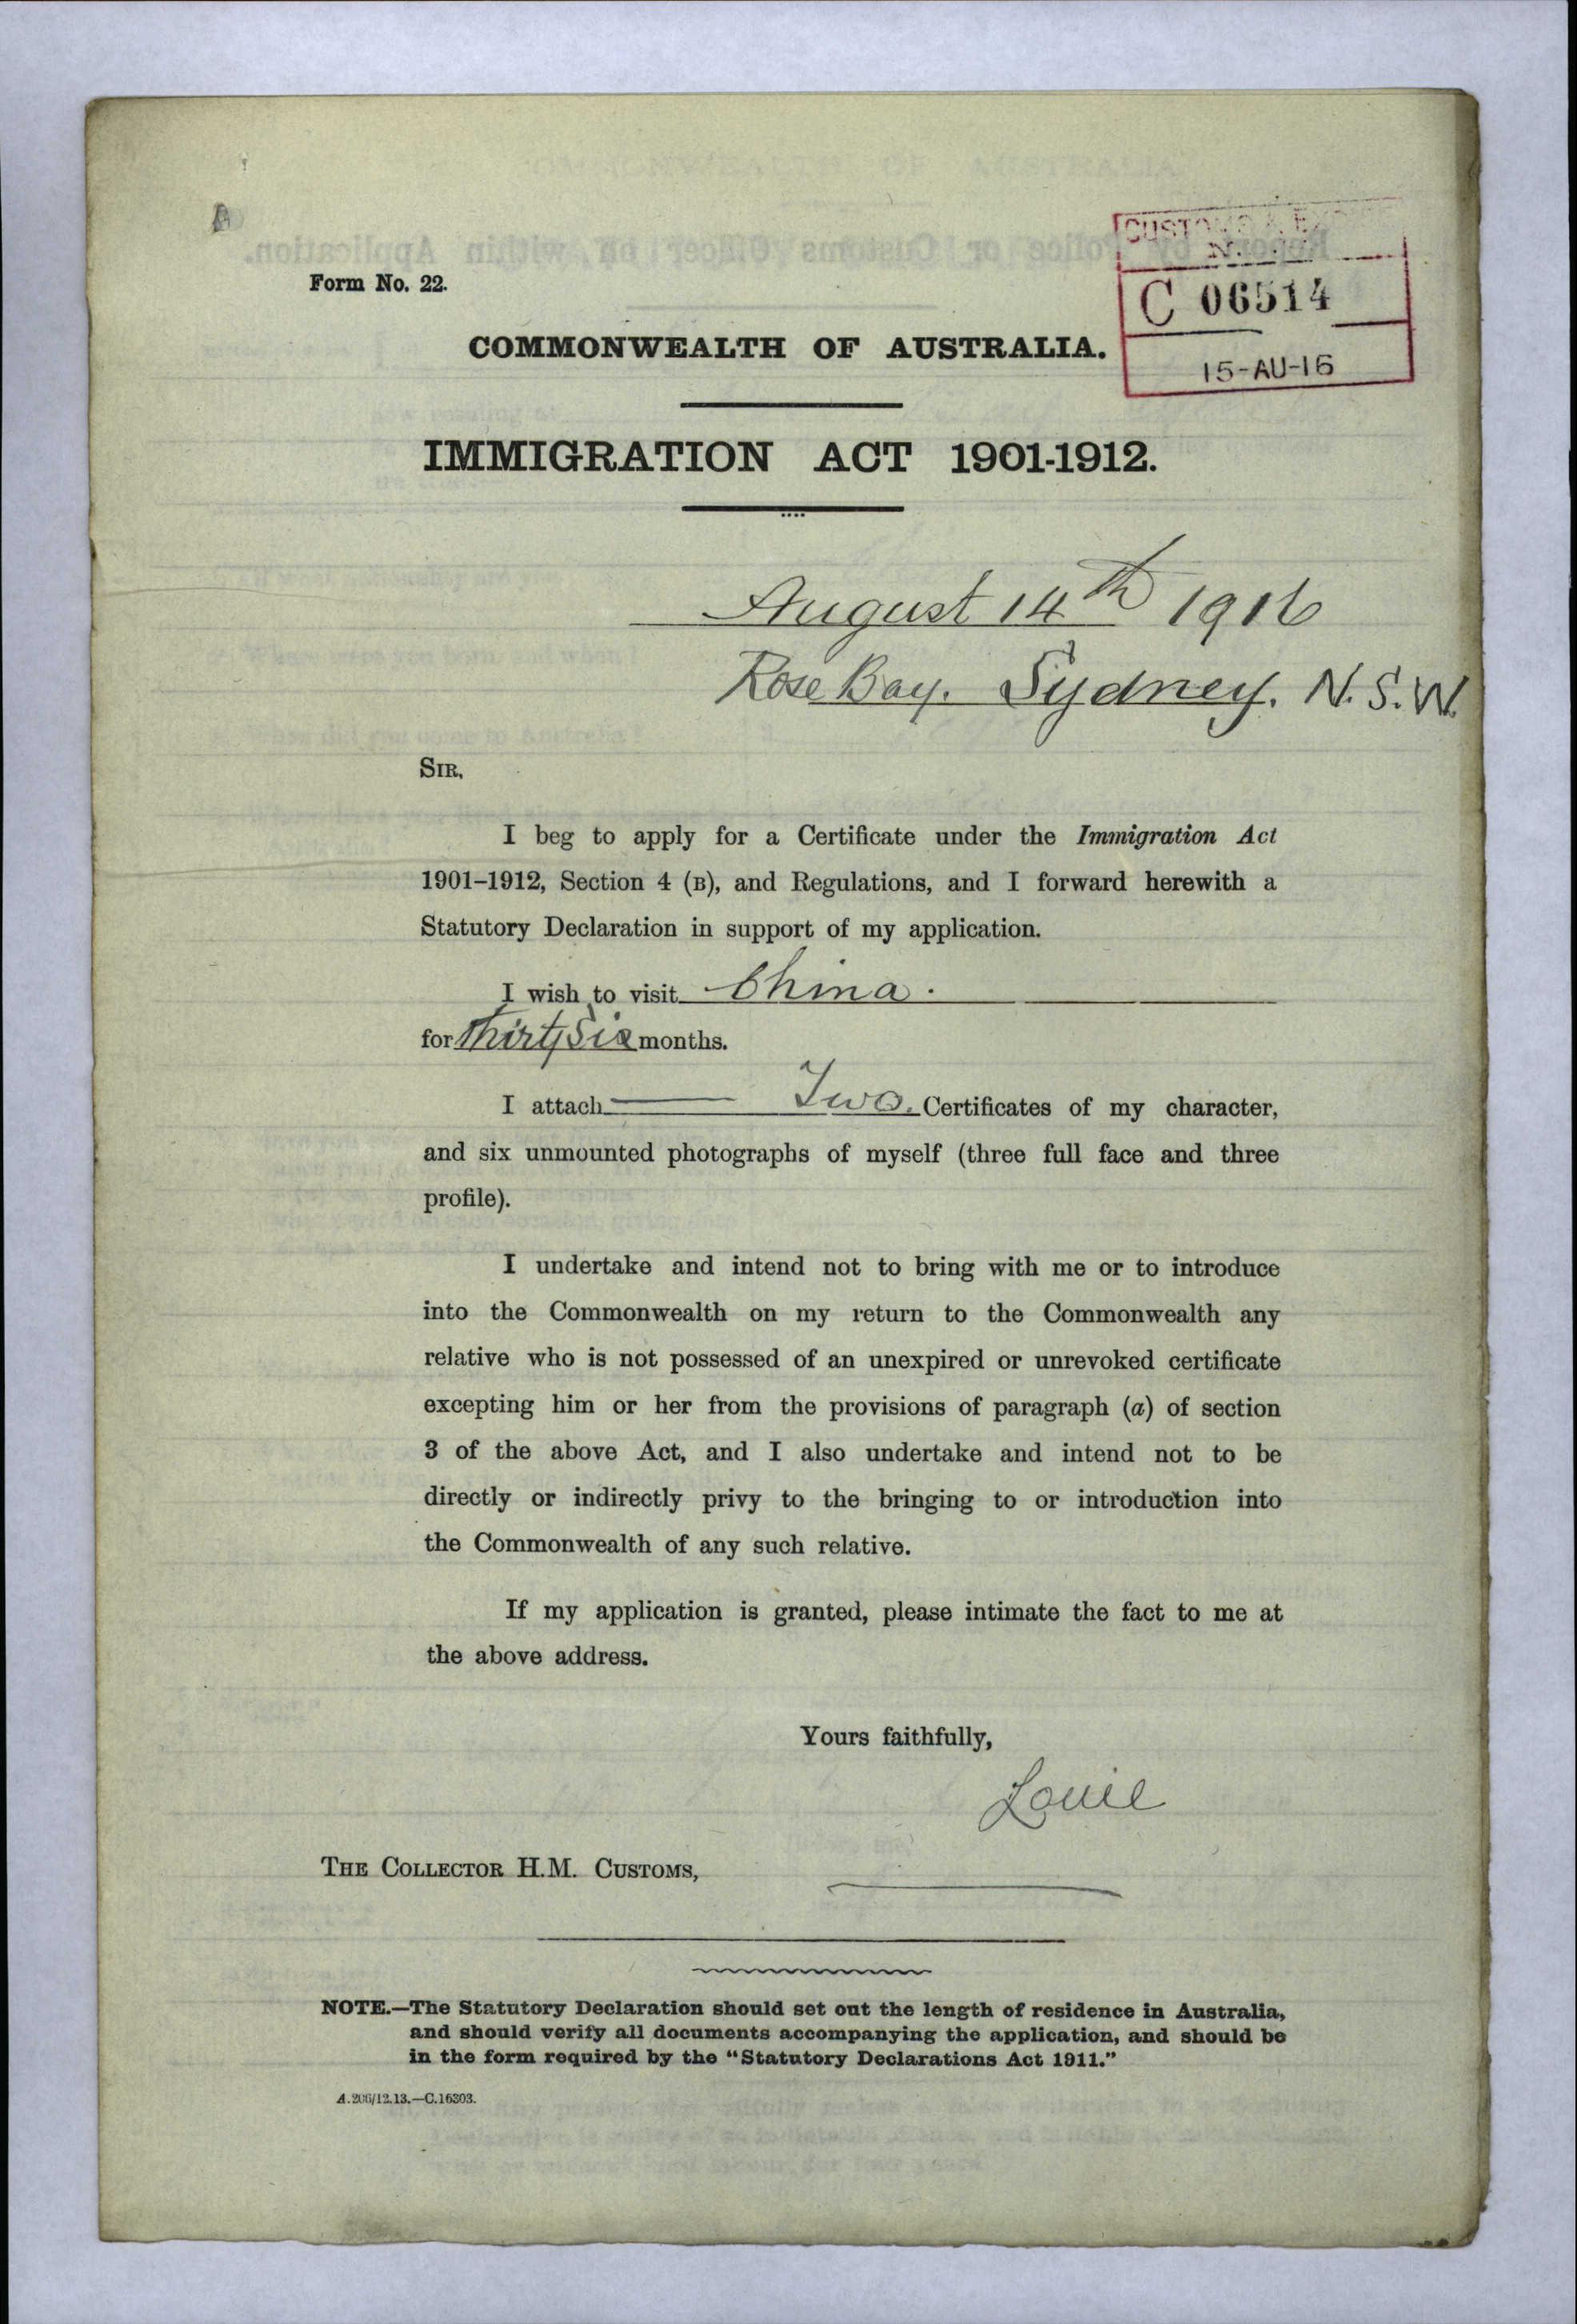 Form No. 22.
CUSTOMS & E
N.
C 06514
15-AU-16
COMMONWEALTH OF AUSTRALIA.
IMMIGRATION ACT 1901-1912.
August 14th 1916
Rose Bay. Sydney. N.S.W.
SIR,
I beg to apply for a Certificate under the Immigration Act
1901-1912, Section 4 (B), and Regulations, and I forward herewith a
Statutory Declaration in support of my application.
I wish to visit China.
for Thirty Six months.
I attach Two. Certificates of my character,
and six unmounted photographs of myself (three full face and three
profile).
I undertake and intend not to bring with me or to introduce
into the Commonwealth on my return to the Commonwealth any
relative who is not possessed of an unexpired or unrevoked certificate
excepting him or her from the provisions of paragraph (a) of section
3 of the above Act, and I also undertake and intend not to be
directly or indirectly privy to the bringing to or introduction into
the Commonwealth of any such relative.
If my application is granted, please intimate the fact to me at
the above address.
Yours faithfully,
Louie
THE COLLECTOR H.M. CUSTOMS,
NOTE.—The Statutory Declaration should set out the length of residence in Australia,
and should verify all documents accompanying the application, and should be
in the form required by the "Statutory Declarations Act 1911."
A.206/12.13.—C.16303.